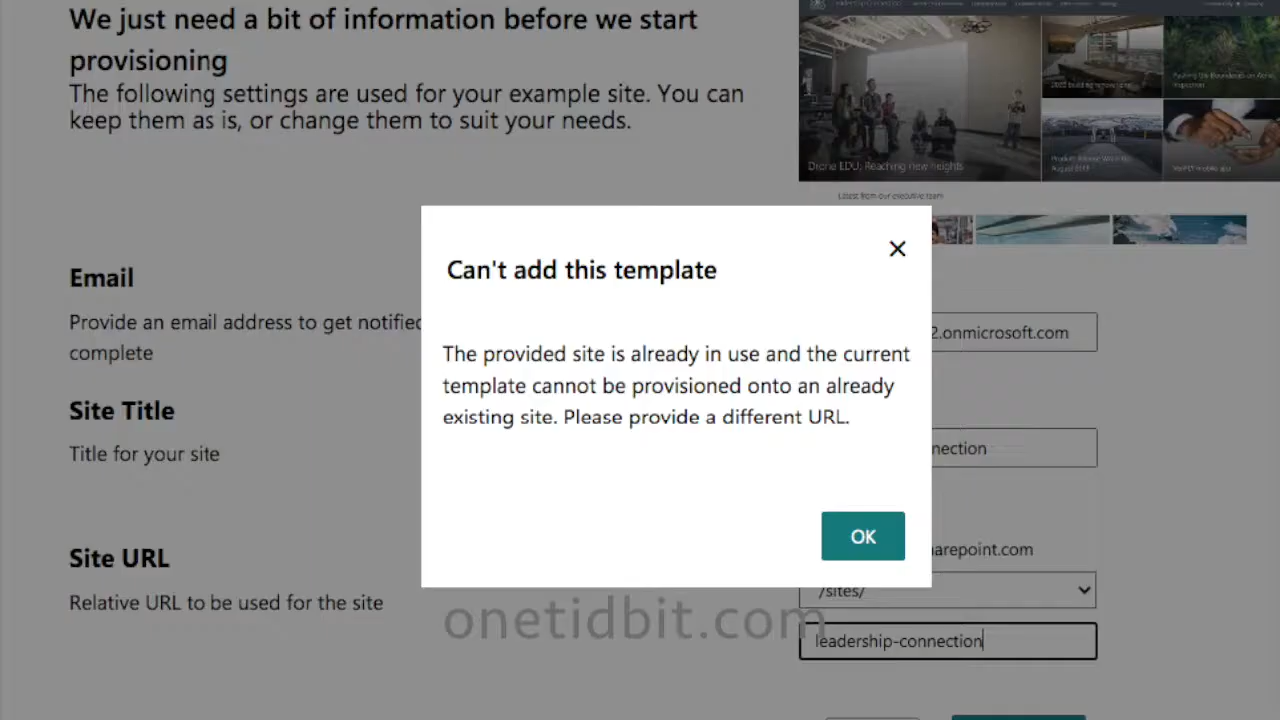 We just need a bit of information before we start
provisioning
The following settings are used for your example site. You can
keep them as is, or change them to suit your needs.
Drone EDU: Reaching new heights
Latest from our executive team
Can't add this template
The provided site is already in use and the current
template cannot be provisioned onto an already
existing site. Please provide a different URL.
OK
Email
Provide an email address to get notified
complete
2.onmicrosoft.com
Site Title
Title for your site
nection
Site URL
Relative URL to be used for the site
arepoint.com
/sites/
leadership-connection
onetidbit.com